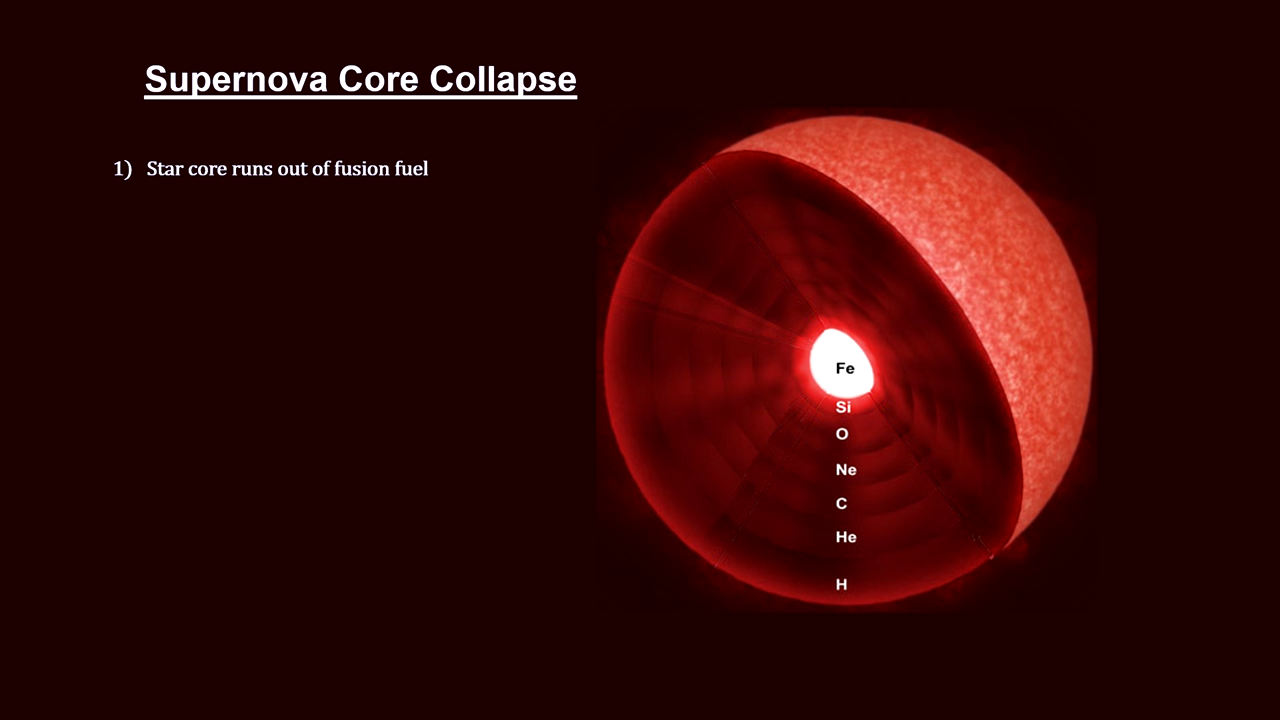 Supernova Core Collapse
1) Star core runs out of fusion fuel
Fe
Si
O
Ne
C
He
H